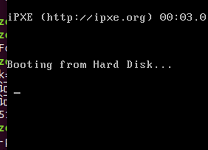 iPXE (http://ipxe.org) 00:03.0
Booting from Hard Disk...
_